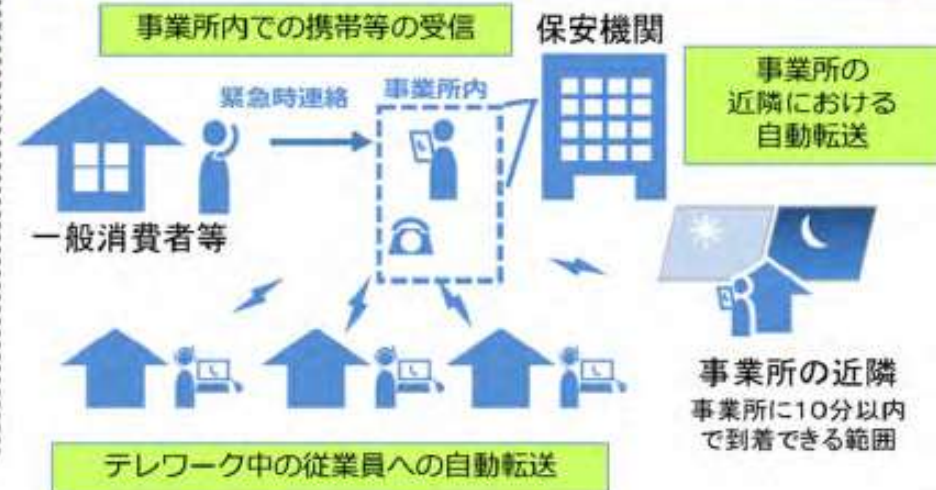 事業所内での携帯等の受信
保安機関
事業所の
近隣における
自動転送
緊急時連絡
事業所内
一般消費者等
事業所の近隣
事業所に10分以内
で到着できる範囲
テレワーク中の従業員への自動転送